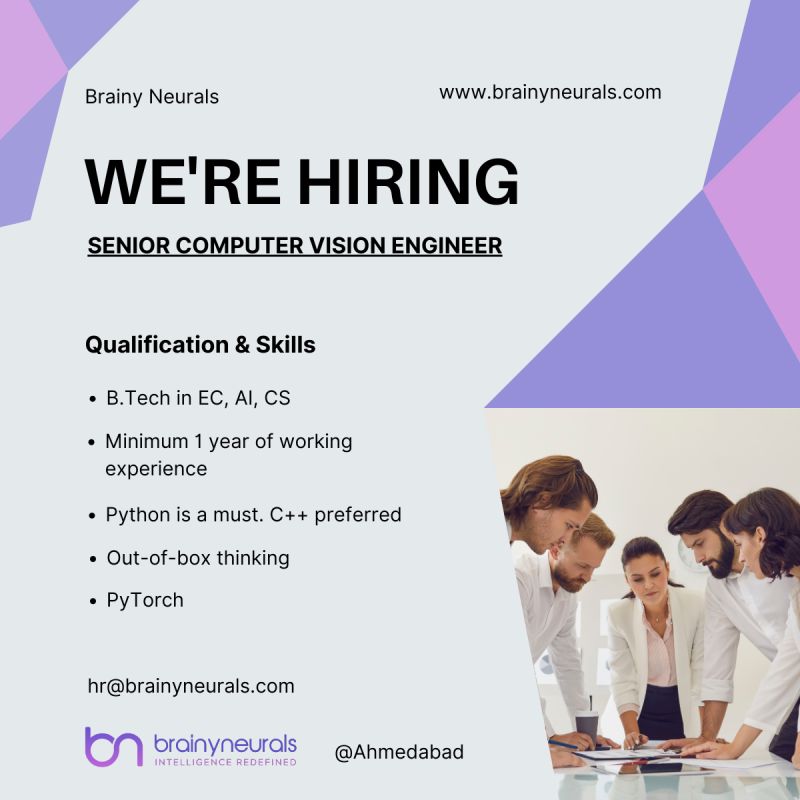 Brainy Neurals
www.brainyneurals.com
WE'RE HIRING
SENIOR COMPUTER VISION ENGINEER
Qualification & Skills
• B.Tech in EC, AI, CS
• Minimum 1 year of working
experience
• Python is a must. C++ preferred
• Out-of-box thinking
• PyTorch
hr@brainyneurals.com
bn brainyneurals
INTELLIGENCE REDEFINED
@Ahmedabad